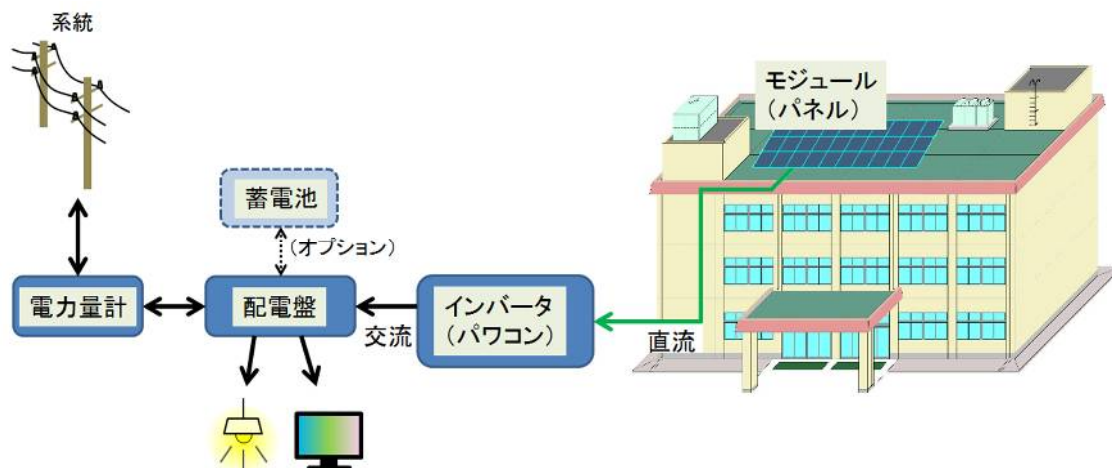 系統
モジュール
(パネル)
蓄電池
(オプション)
電力量計
配電盤
交流
インバータ
(パワコン)
直流